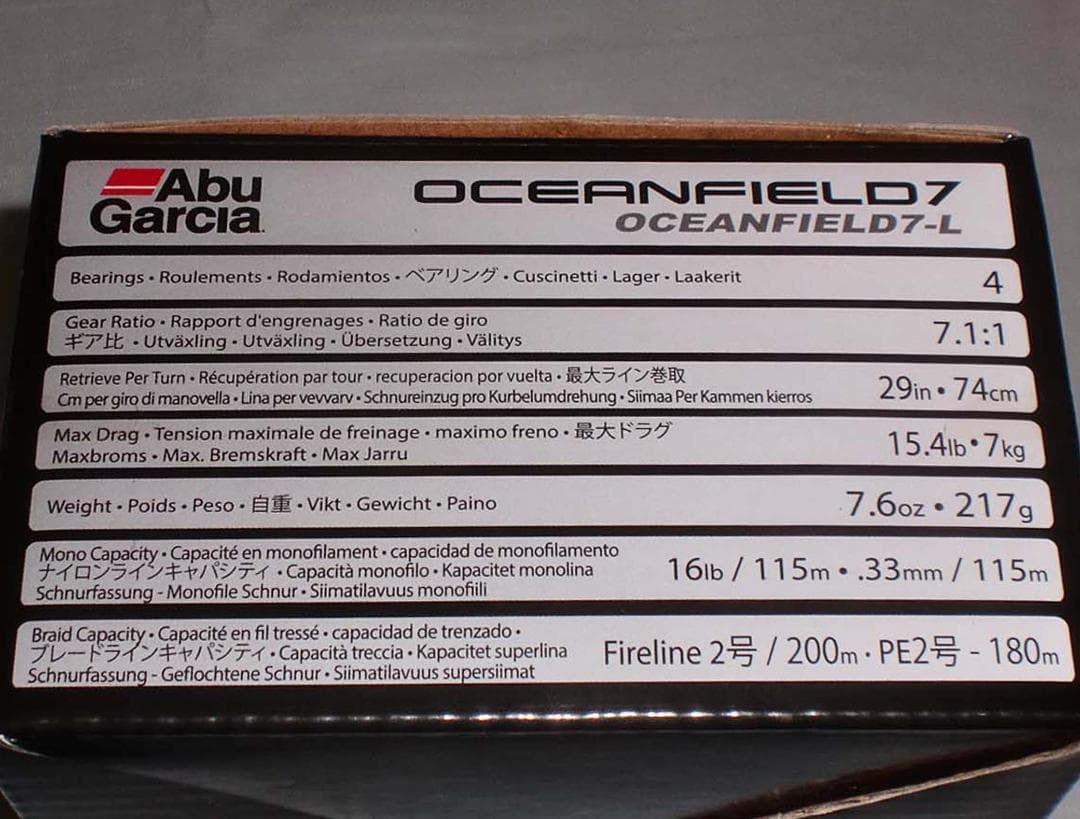 Abu
Garcia
OCEANFIELD7
OCEANFIELD7-L
Bearings • Roulements • Rodamientos • ベアリング • Cuscinetti • Lager • Laakerit
4
Gear Ratio • Rapport d'engrenages • Ratio de giro
ギア比 • Utväxling • Utväxling • Übersetzung • Välitys
7.1:1
Retrieve Per Turn • Récupération par tour • recuperacion por vuelta • 最大ライン巻取
Cm per giro di manovella • Lina per vevvarv • Schnureinzug pro Kurbelumdrehung • Siimaa Per Kammen kierros
29in • 74cm
Max Drag • Tension maximale de freinage • maximo freno • 最大ドラグ
Maxbroms • Max. Bremskraft • Max Jarru
15.4lb • 7kg
Weight • Poids • Peso • 自重 • Vikt • Gewicht • Paino
7.6oz • 217g
Mono Capacity • Capacité en monofilament • capacidad de monofilamento
ナイロンラインキャパシティ • Capacità monofilo • Kapacitet monolina
Schnurfassung - Monofile Schnur • Siimatilavuus monofiili
16lb / 115m • .33mm / 115m
Braid Capacity • Capacité en fil tressé • capacidad de trenzado •
ブレードラインキャパシティ • Capacità treccia • Kapacitet superlina
Schnurfassung - Geflochtene Schnur • Siimatilavuus supersiimat
Fireline 2号 / 200m • PE2号 - 180m